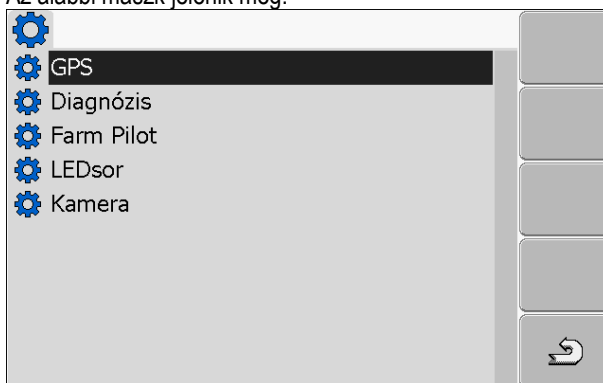 Az alábbi maszk jelenik meg:
GPS
Diagnózis
Farm Pilot
LEDsor
Kamera